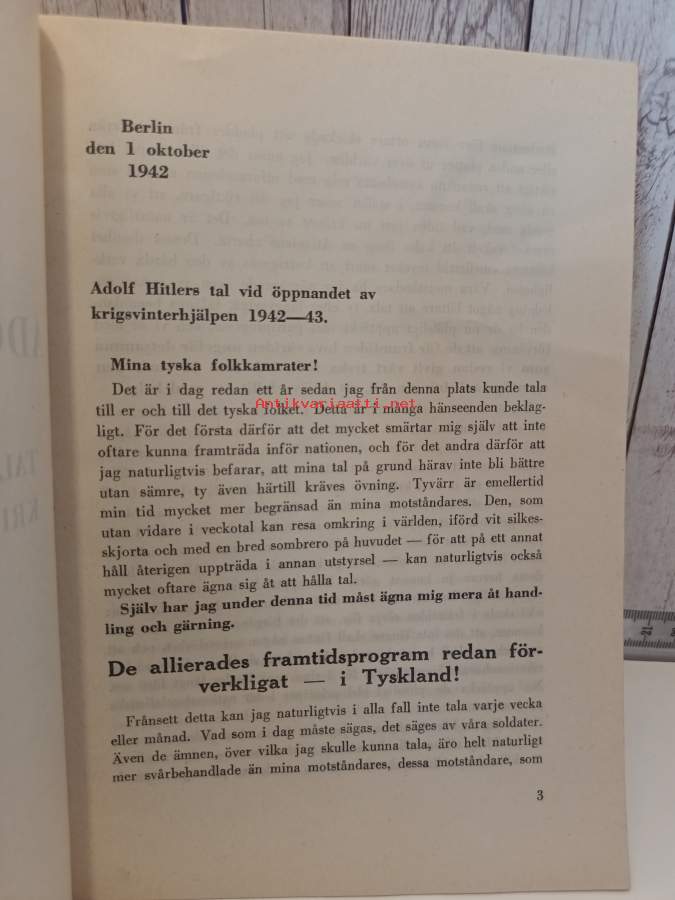 Berlin
den 1 oktober
1942
Adolf Hitlers tal vid öppnandet av
krigsvinterhjälpen 1942—43.
Mina tyska folkkamrater!
Det är i dag redan ett år sedan jag från denna plats kunde tala
till er och till det tyska folket. Detta är i många hänseenden beklag-
Antikvariaatti.net
ligt. För det första därför att det mycket smärtar mig själv att inte
oftare kunna framträda inför nationen, och för det andra därför att
jag naturligtvis befarar, att mina tal på grund härav inte bli bättre
utan sämre, ty även härtill kräves övning. Tyvärr är emellertid
min tid mycket mer begränsad än mina motståndares. Den, som
utan vidare i veckotal kan resa omkring i världen, iförd vit silkes-
skjorta och med en bred sombrero på huvudet — för att på ett annat
håll återigen uppträda i annan utstyrsel — kan naturligtvis också
mycket oftare ägna sig åt att hålla tal.
Själv har jag under denna tid måst ägna mig mera åt hand-
ling och gärning.
De allierades framtidsprogram redan för-
verkligat — i Tyskland!
Frånsett detta kan jag naturligtvis i alla fall inte tala varje vecka
eller månad. Vad som i dag måste sägas, det säges av våra soldater.
Även de ämnen, över vilka jag skulle kunna tala, äro helt naturligt
mer svårbehandlade än mina motståndares, dessa motståndare, som
3